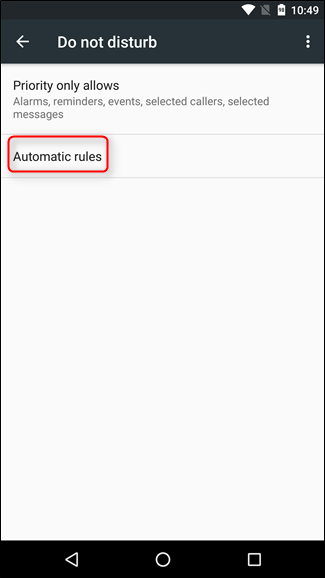 10:49
Do not disturb
Priority only allows
Alarms, reminders, events, selected callers, selected
messages
Automatic rules